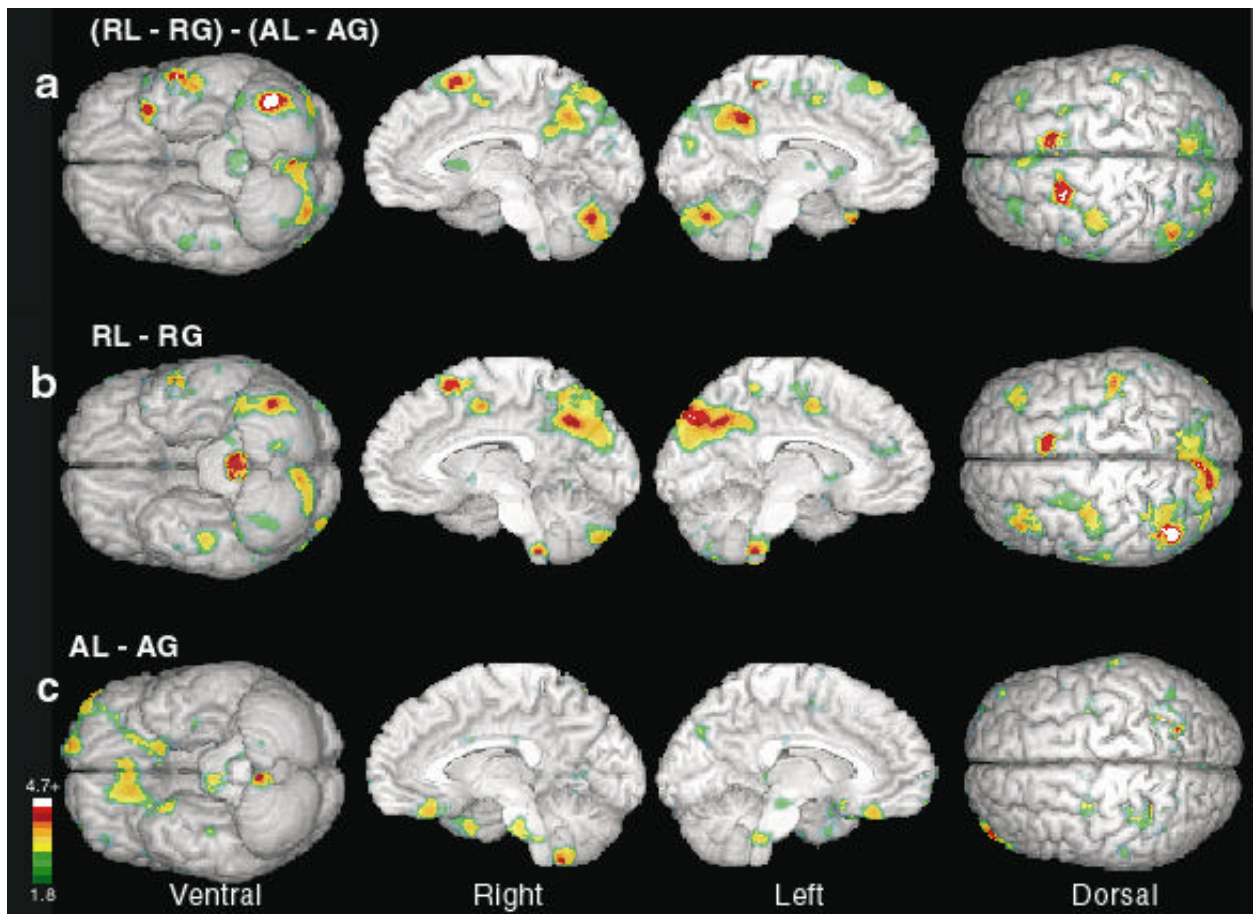 (RL - RG) - (AL - AG)
a
RL - RG
b
AL - AG
c
4.7+
1.8
Ventral Right Left Dorsal